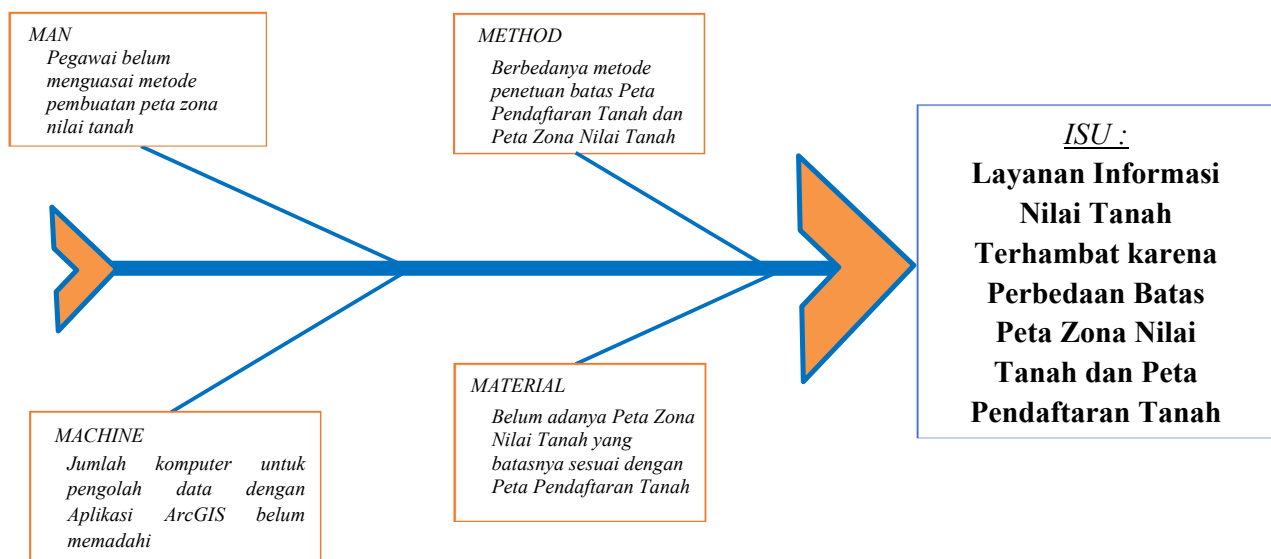 MAN
Pegawai belum
menguasai metode
pembuatan peta zona
nilai tanah
METHOD
Berbedanya metode
penetuan batas Peta
Pendaftaran Tanah dan
Peta Zona Nilai Tanah
ISU :
Layanan Informasi
Nilai Tanah
Terhambat karena
Perbedaan Batas
Peta Zona Nilai
Tanah dan Peta
Pendaftaran Tanah
MACHINE
Jumlah komputer untuk
pengolah data dengan
Aplikasi ArcGIS belum
memadahi
MATERIAL
Belum adanya Peta Zona
Nilai Tanah yang
batasnya sesuai dengan
Peta Pendaftaran Tanah